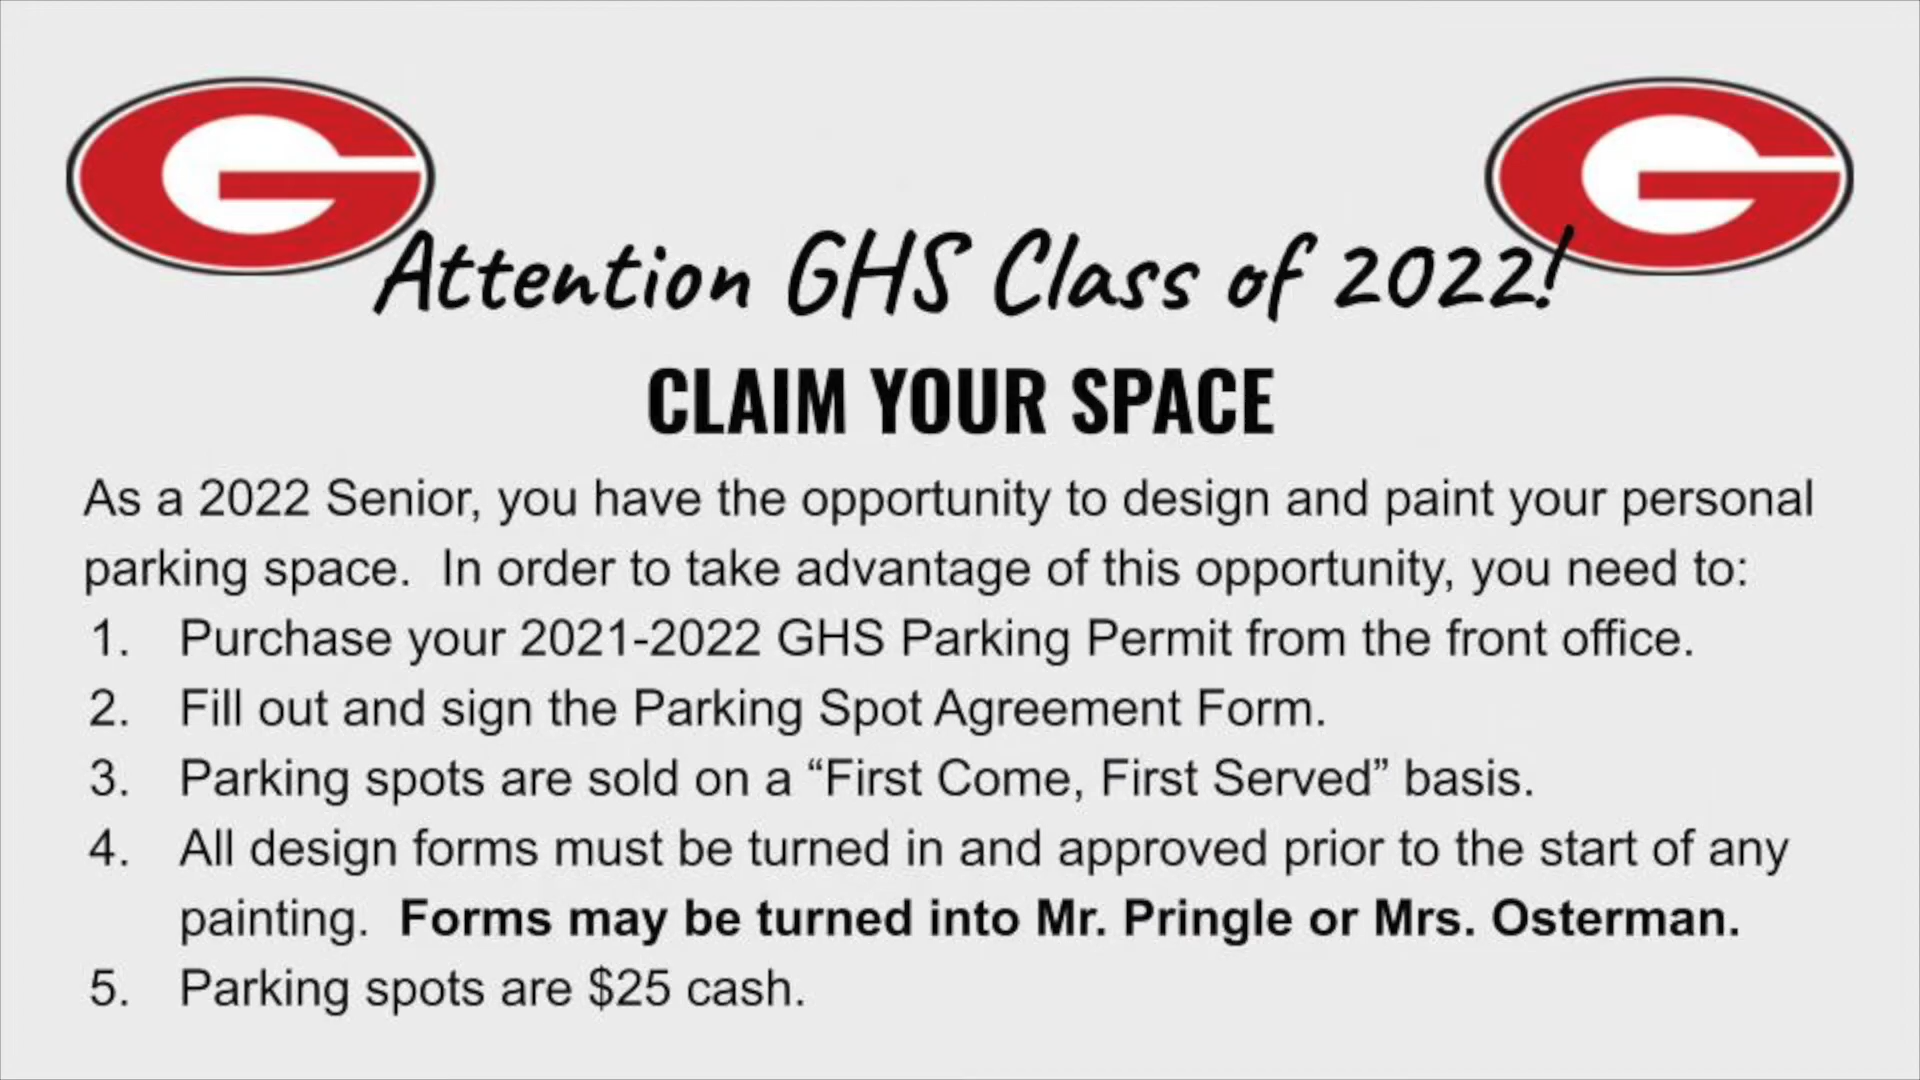 G
G
Attention GHS Class of 2022!
CLAIM YOUR SPACE
As a 2022 Senior, you have the opportunity to design and paint your personal
parking space.  In order to take advantage of this opportunity, you need to:
1. Purchase your 2021-2022 GHS Parking Permit from the front office.
2. Fill out and sign the Parking Spot Agreement Form.
3. Parking spots are sold on a “First Come, First Served” basis.
4. All design forms must be turned in and approved prior to the start of any
painting.  Forms may be turned into Mr. Pringle or Mrs. Osterman.
5. Parking spots are $25 cash.